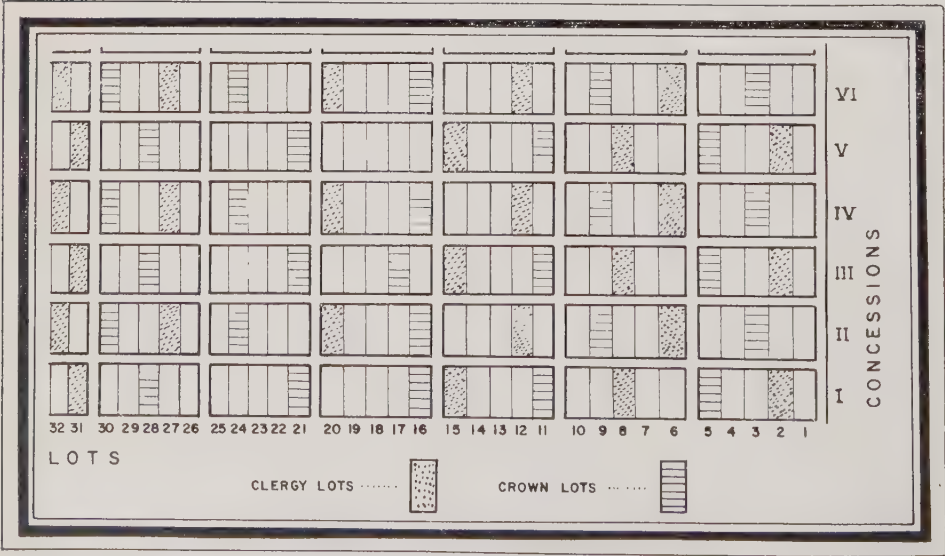 VI
V
IV
III
II
I
CONCESSIONS
32 31 30 29 28 27 26 25 24 23 22 21 20 19 18 17 16 15 14 13 12 11 10 9 8 7 6 5 4 3 2 1
LOTS
CLERGY LOTS ...... CROWN LOTS ......